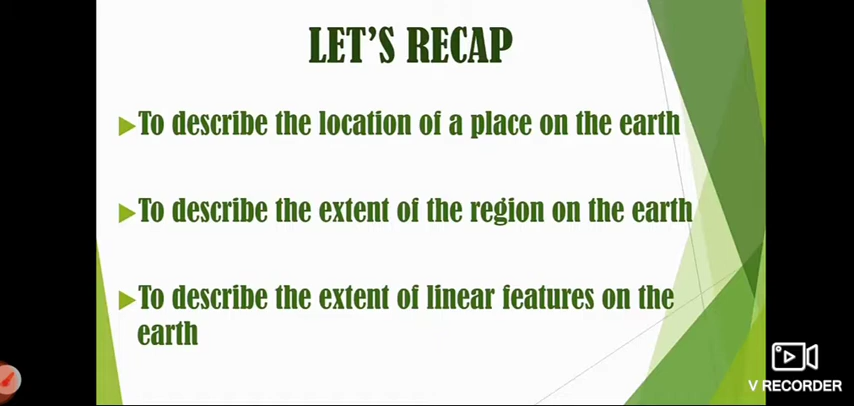 LET'S RECAP
To describe the location of a place on the earth
To describe the extent of the region on the earth
To describe the extent of linear features on the
earth
V RECORDER